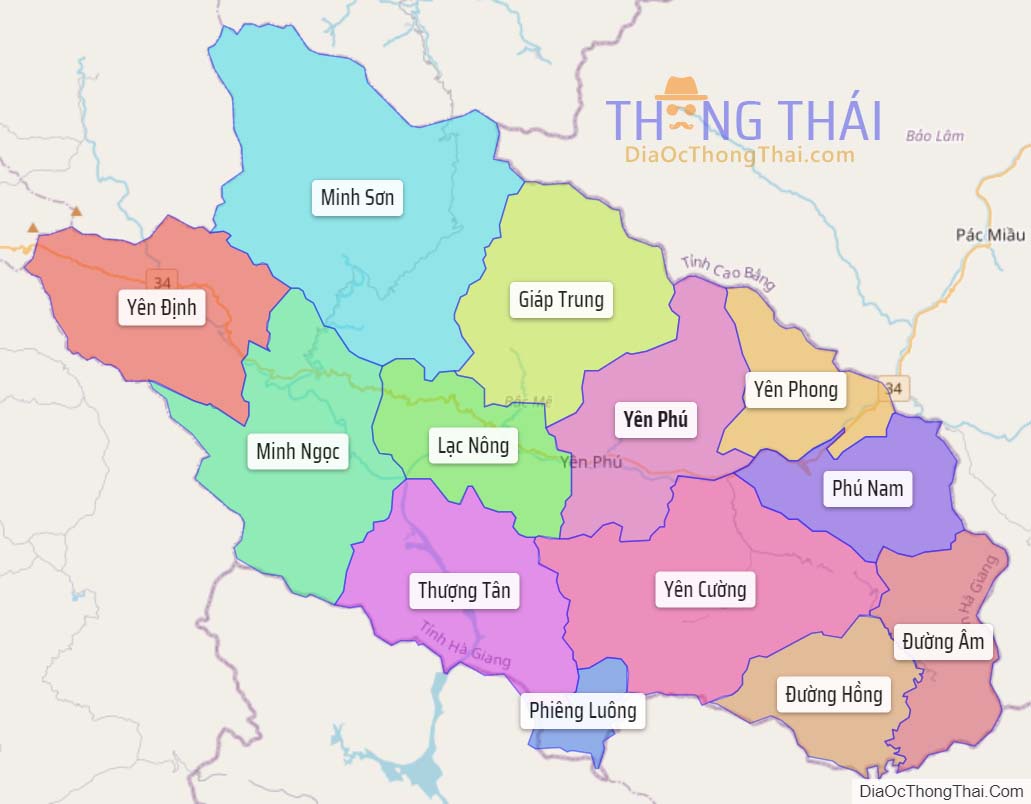 THÔNG THÁI
DiaOcThongThai.com
Bảo Lâm
Minh Sơn
Pác Miầu
Tỉnh Cao Bằng
34
Yên Định
Giáp Trung
34
Yên Phong
Bắc Mê
Yên Phú
Minh Ngọc
Lạc Nông
Yên Phú
Phú Nam
Thượng Tân
Yên Cường
Hà Giang
Tỉnh Hà Giang
Đường Âm
Đường Hồng
Phiêng Luông
DiaOcThongThai.Com